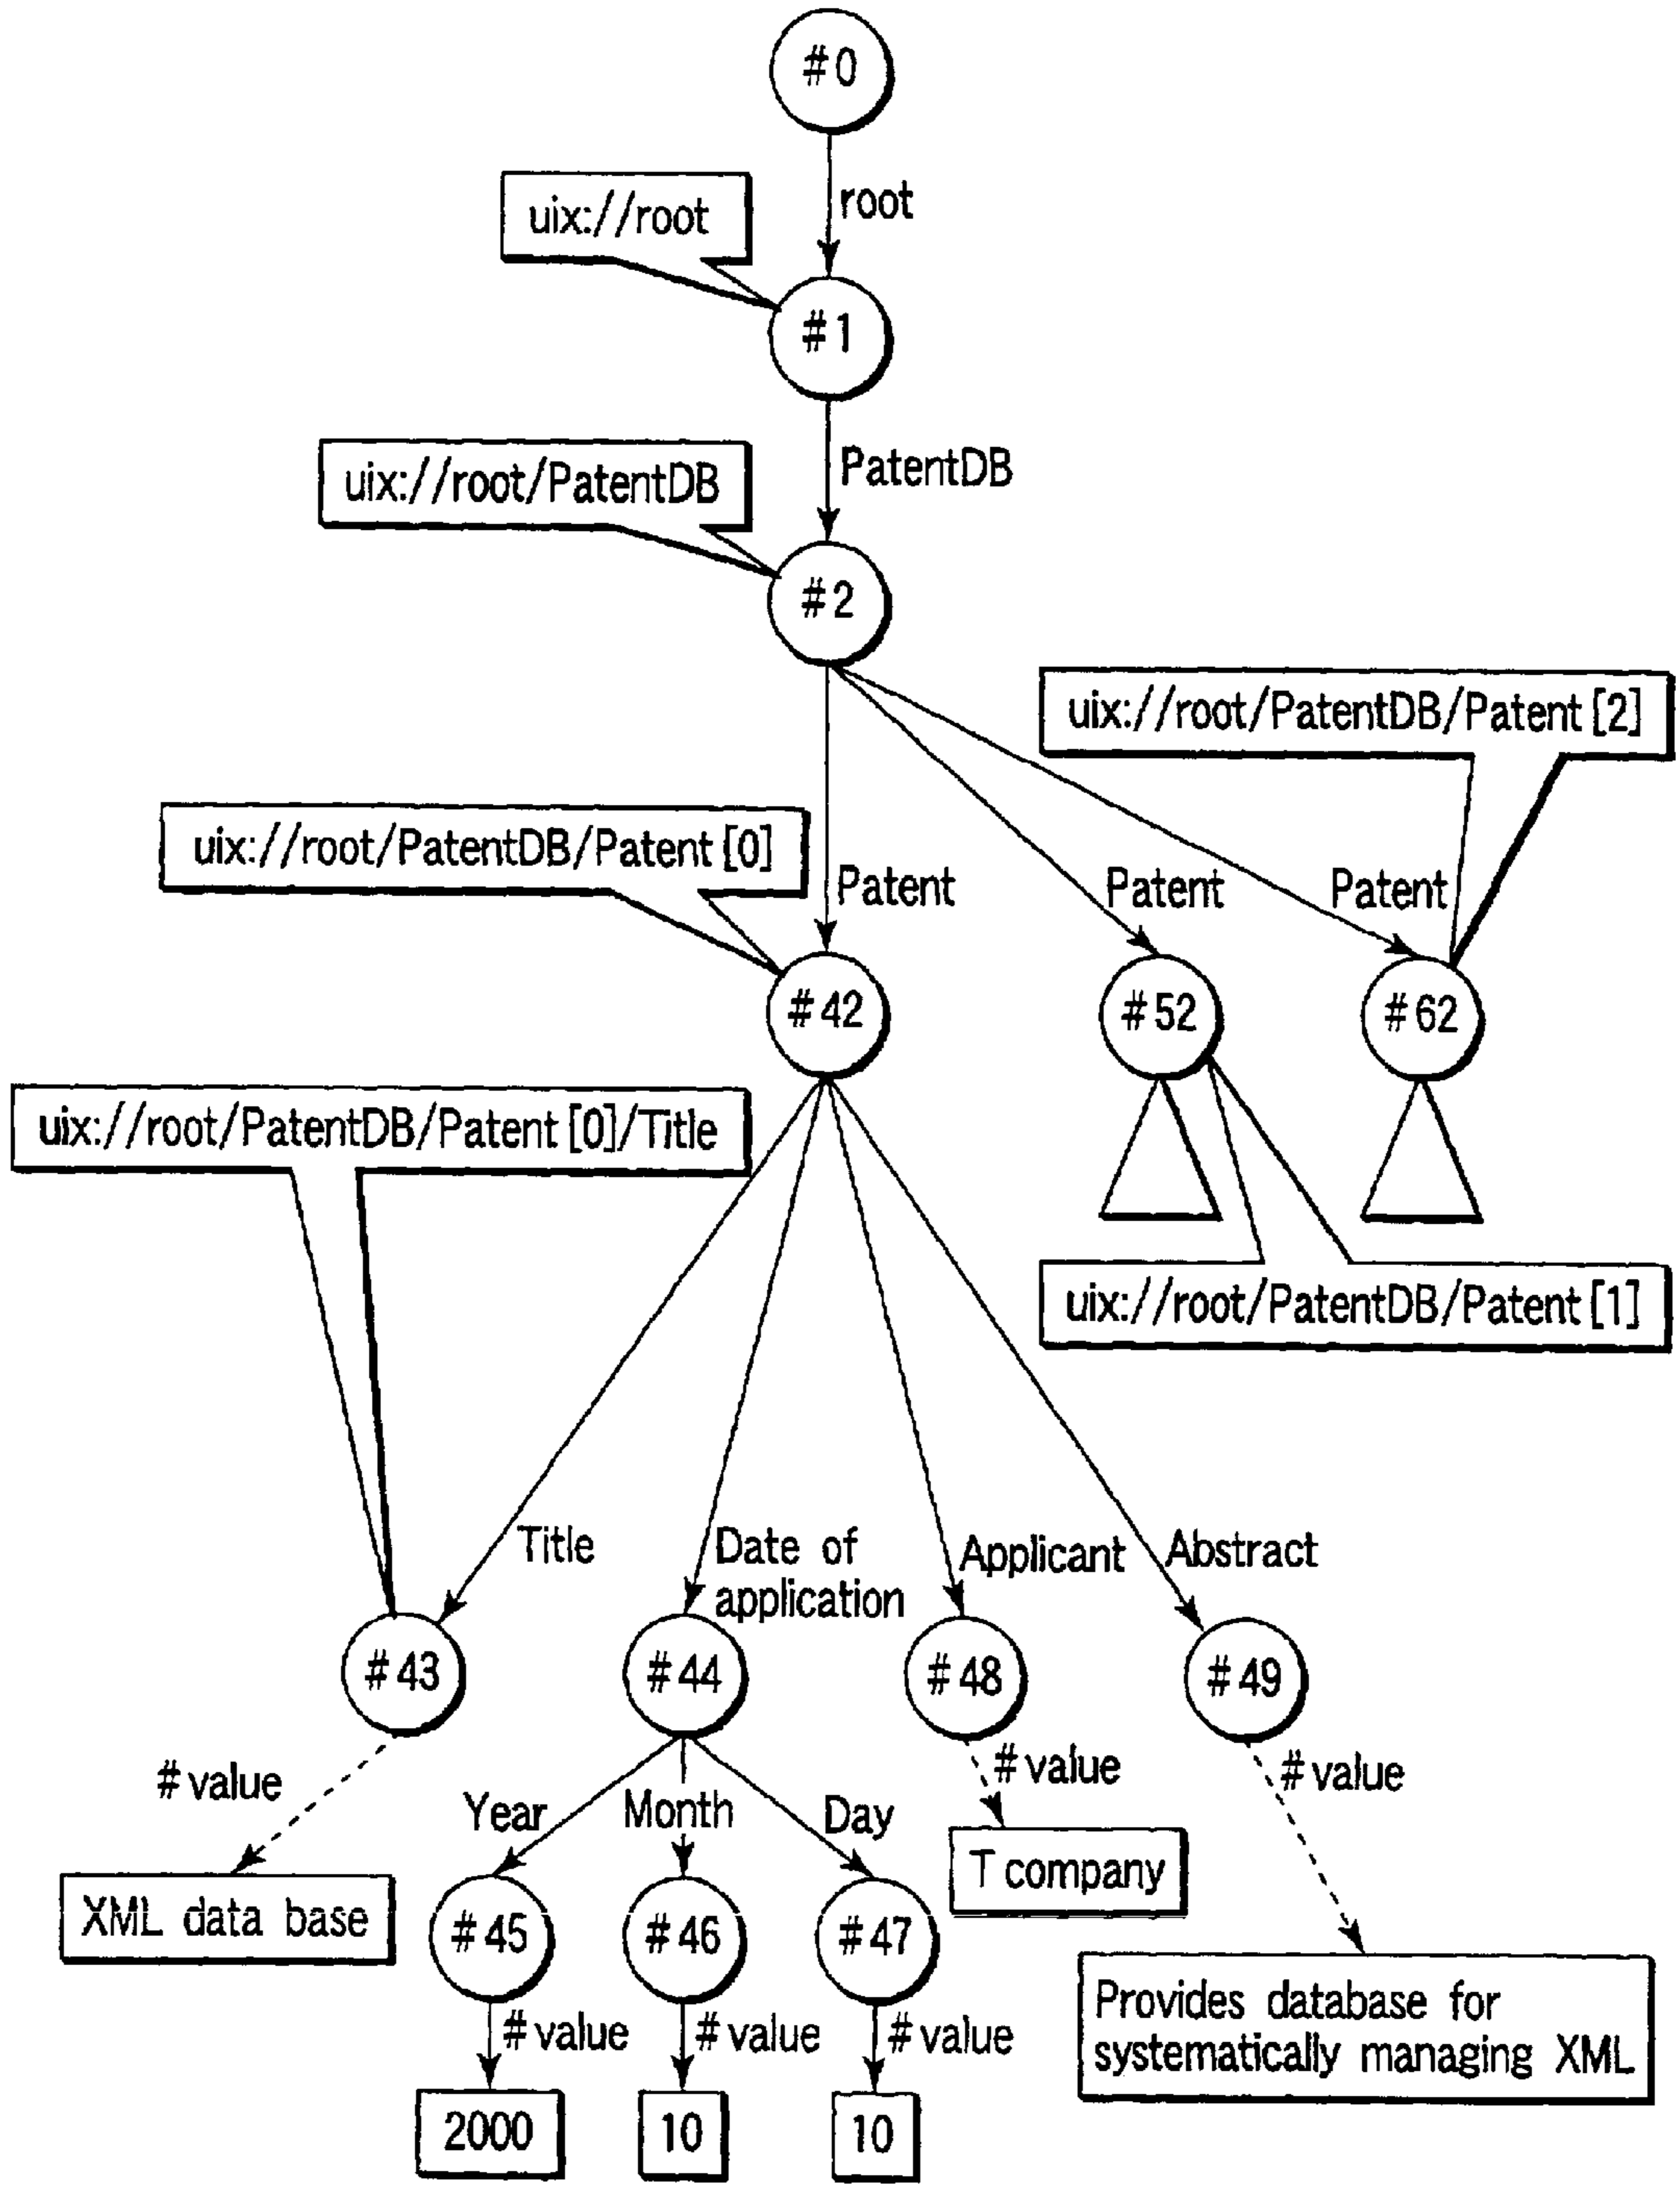 #0
root
uix://root
#1
PatentDB
uix://root/PatentDB
#2
uix://root/PatentDB/Patent[2]
uix://root/PatentDB/Patent[0]
Patent
Patent
Patent
#42
#52
#62
uix://root/PatentDB/Patent[0]/Title
uix://root/PatentDB/Patent[1]
Title
Date of
application
Applicant
Abstract
#43
#44
#48
#49
#value
Year
Month
Day
#value
#value
T company
XML data base
#45
#46
#47
Provides database for
systematically managing XML
#value
#value
#value
2000
10
10